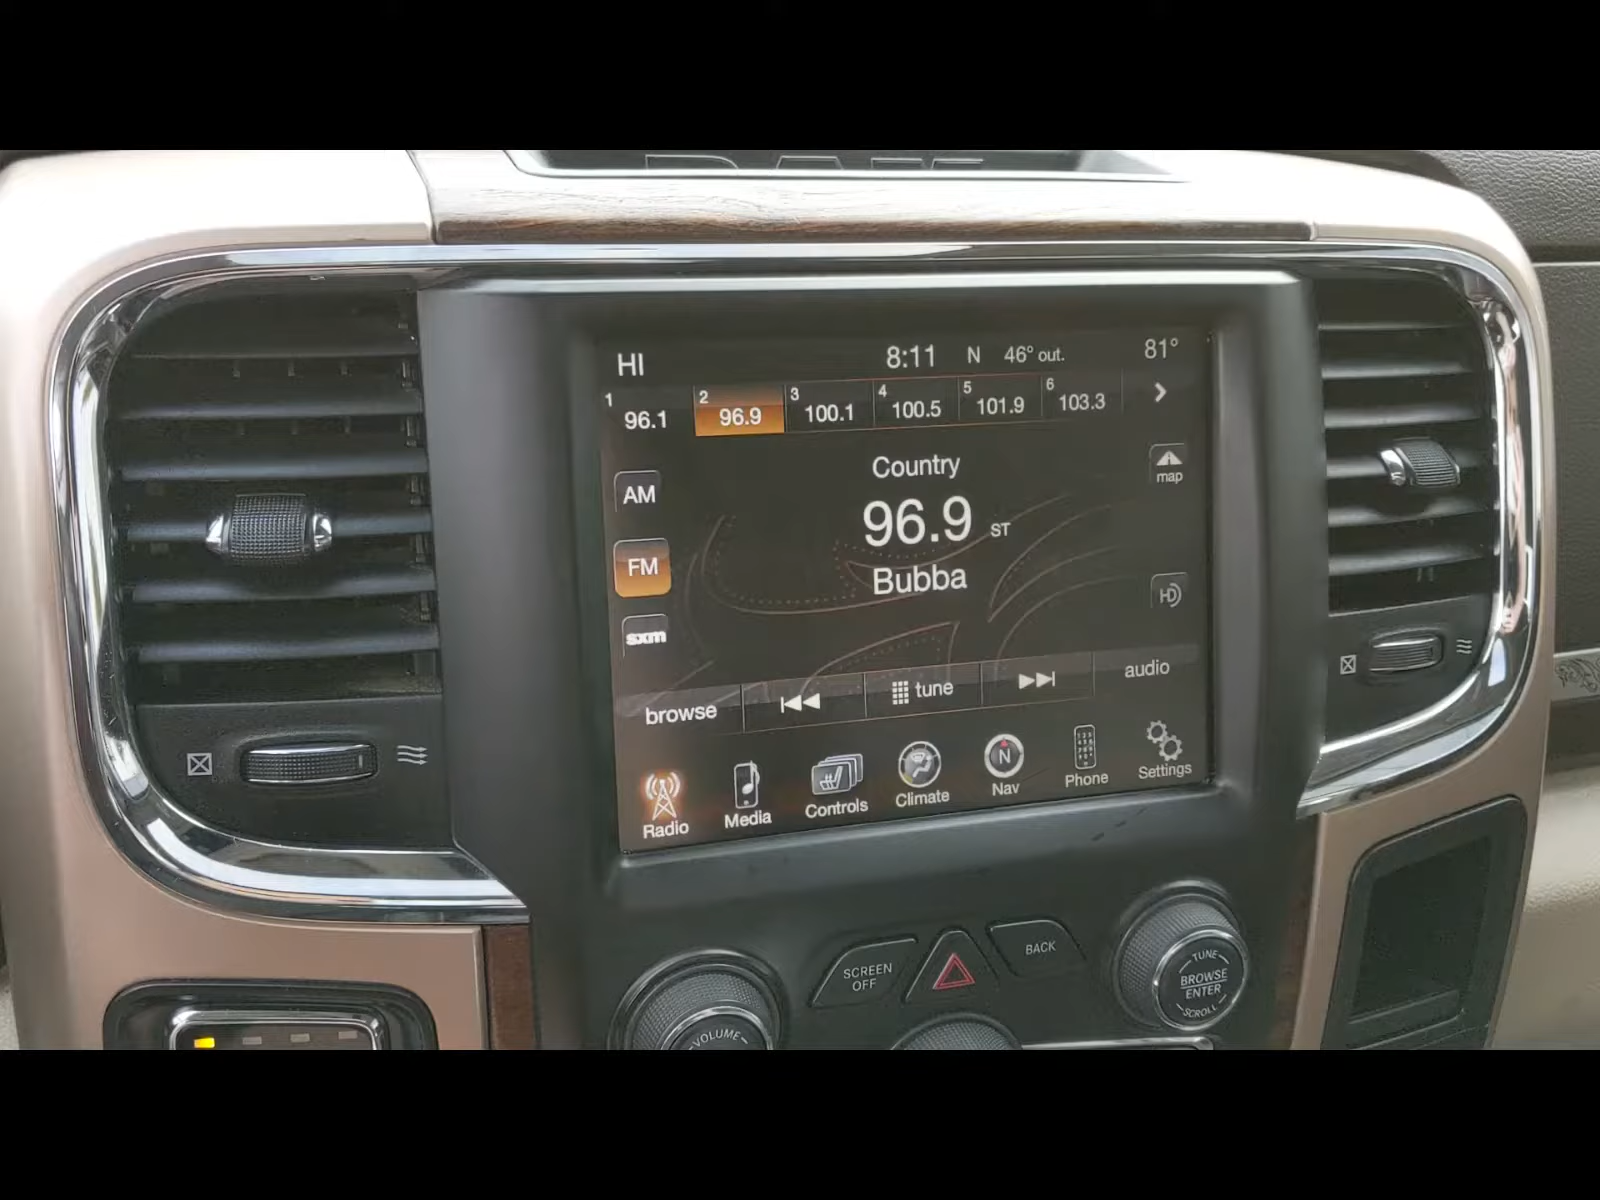 HI 8:11 N 46° out. 81°
1 96.1 2 96.9 3 100.1 4 100.5 5 101.9 6 103.3
Country
map
AM
96.9 ST
FM
Bubba
HD
sxm
browse tune audio
Radio Media Controls Climate N Nav Phone Settings
SCREEN OFF
BACK
VOLUME
TUNE
BROWSE
ENTER
SCROLL